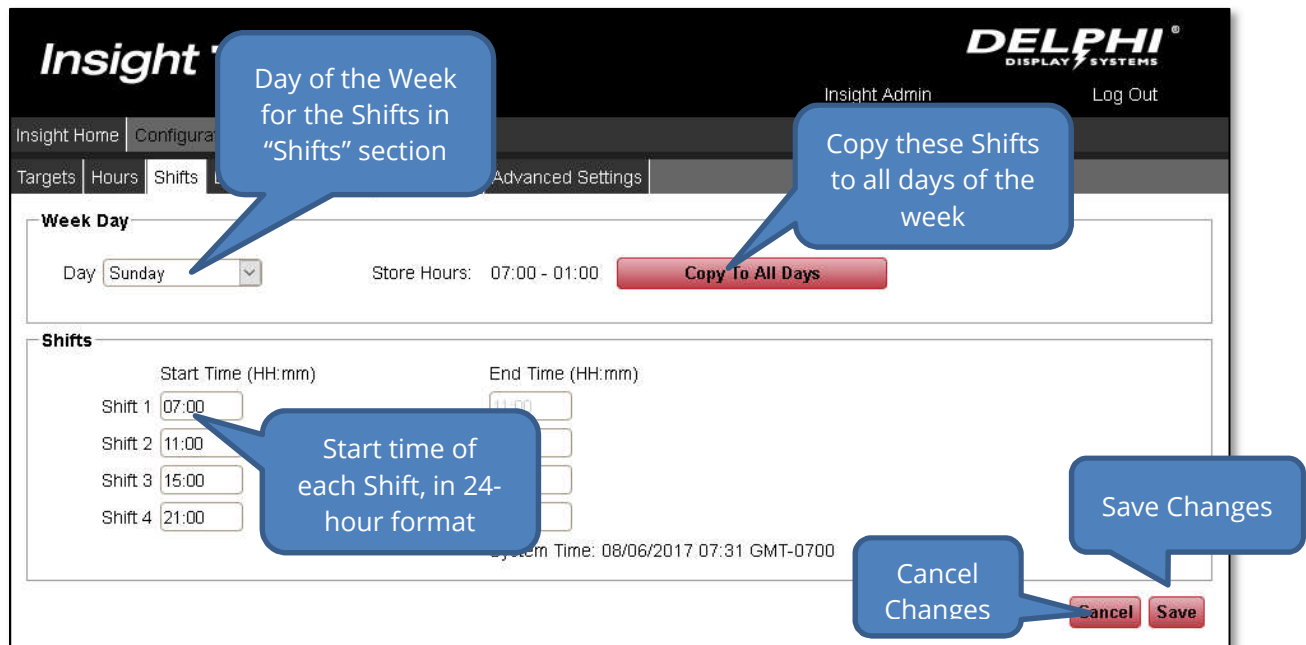 Insight
DELPHI®
DISPLAY SYSTEMS
Insight Admin Log Out
Day of the Week
for the Shifts in
“Shifts” section
Insight Home
Copy these Shifts
to all days of the
week
Targets Hours Shifts Advanced Settings
Week Day
Day Sunday Store Hours: 07:00 - 01:00 Copy To All Days
Shifts
Start Time (HH:mm) End Time (HH:mm)
Shift 1 07:00 11:00
Shift 2 11:00
Shift 3 15:00
Shift 4 21:00
Start time of
each Shift, in 24-
hour format
System Time: 08/06/2017 07:31 GMT-0700
Save Changes
Cancel
Changes
Cancel Save